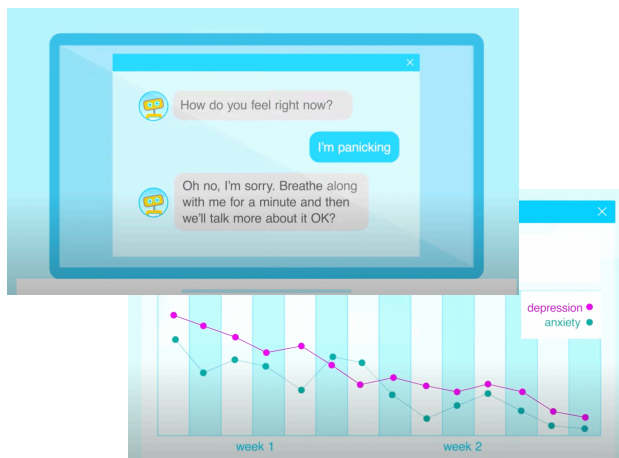 How do you feel right now?
I'm panicking
Oh no, I'm sorry. Breathe along
with me for a minute and then
we'll talk more about it OK?
depression
anxiety
week 1
week 2